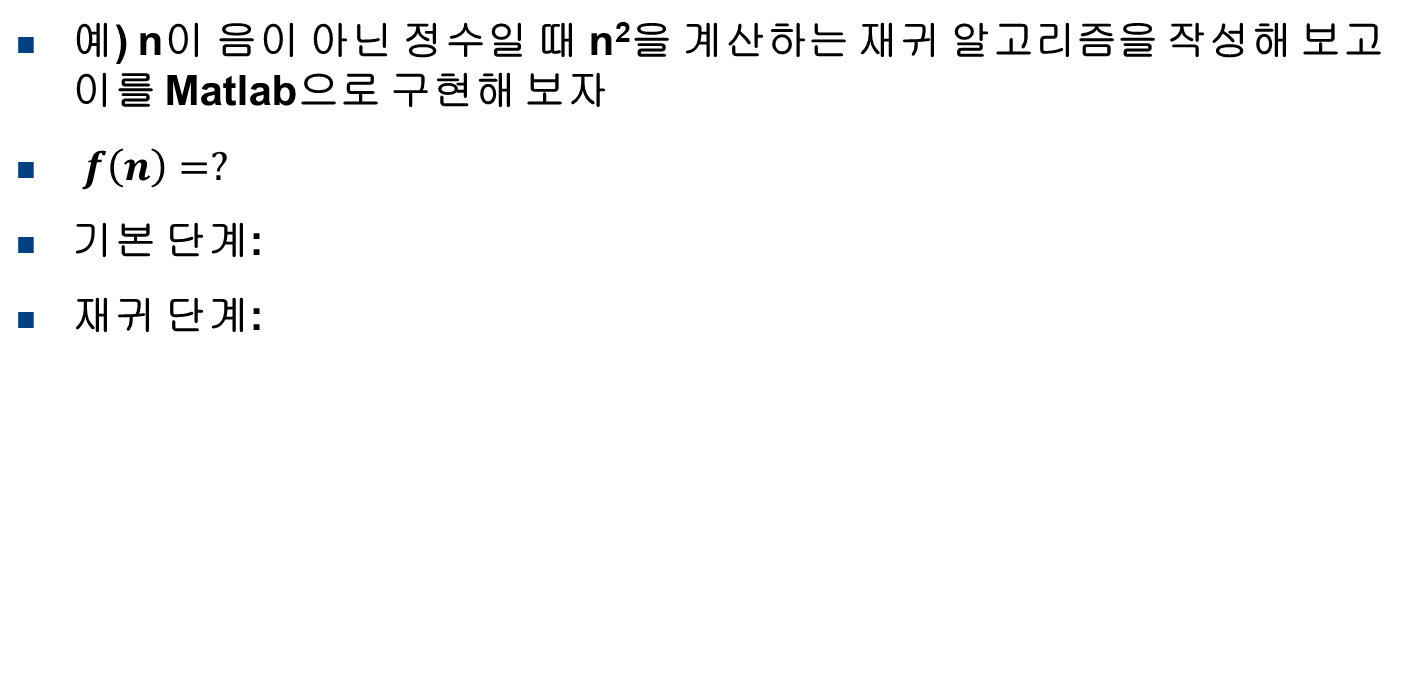 ■ 예) n이 음이 아닌 정수일 때 n²을 계산하는 재귀 알고리즘을 작성해 보고
이를 Matlab으로 구현해 보자
■ f(n) =?
■ 기본 단계:
■ 재귀 단계: